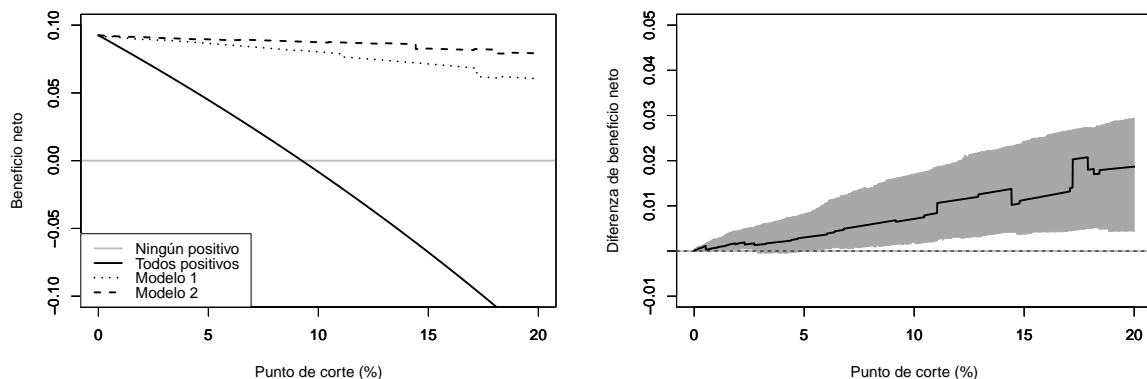 0.10
0.05
0.00
−0.05
−0.10
Beneficio neto
Ningún positivo
Todos positivos
Modelo 1
Modelo 2
0 5 10 15 20
Punto de corte (%)
0.05
0.04
0.03
0.02
0.01
−0.01
Diferenza de beneficio neto
0 5 10 15 20
Punto de corte (%)